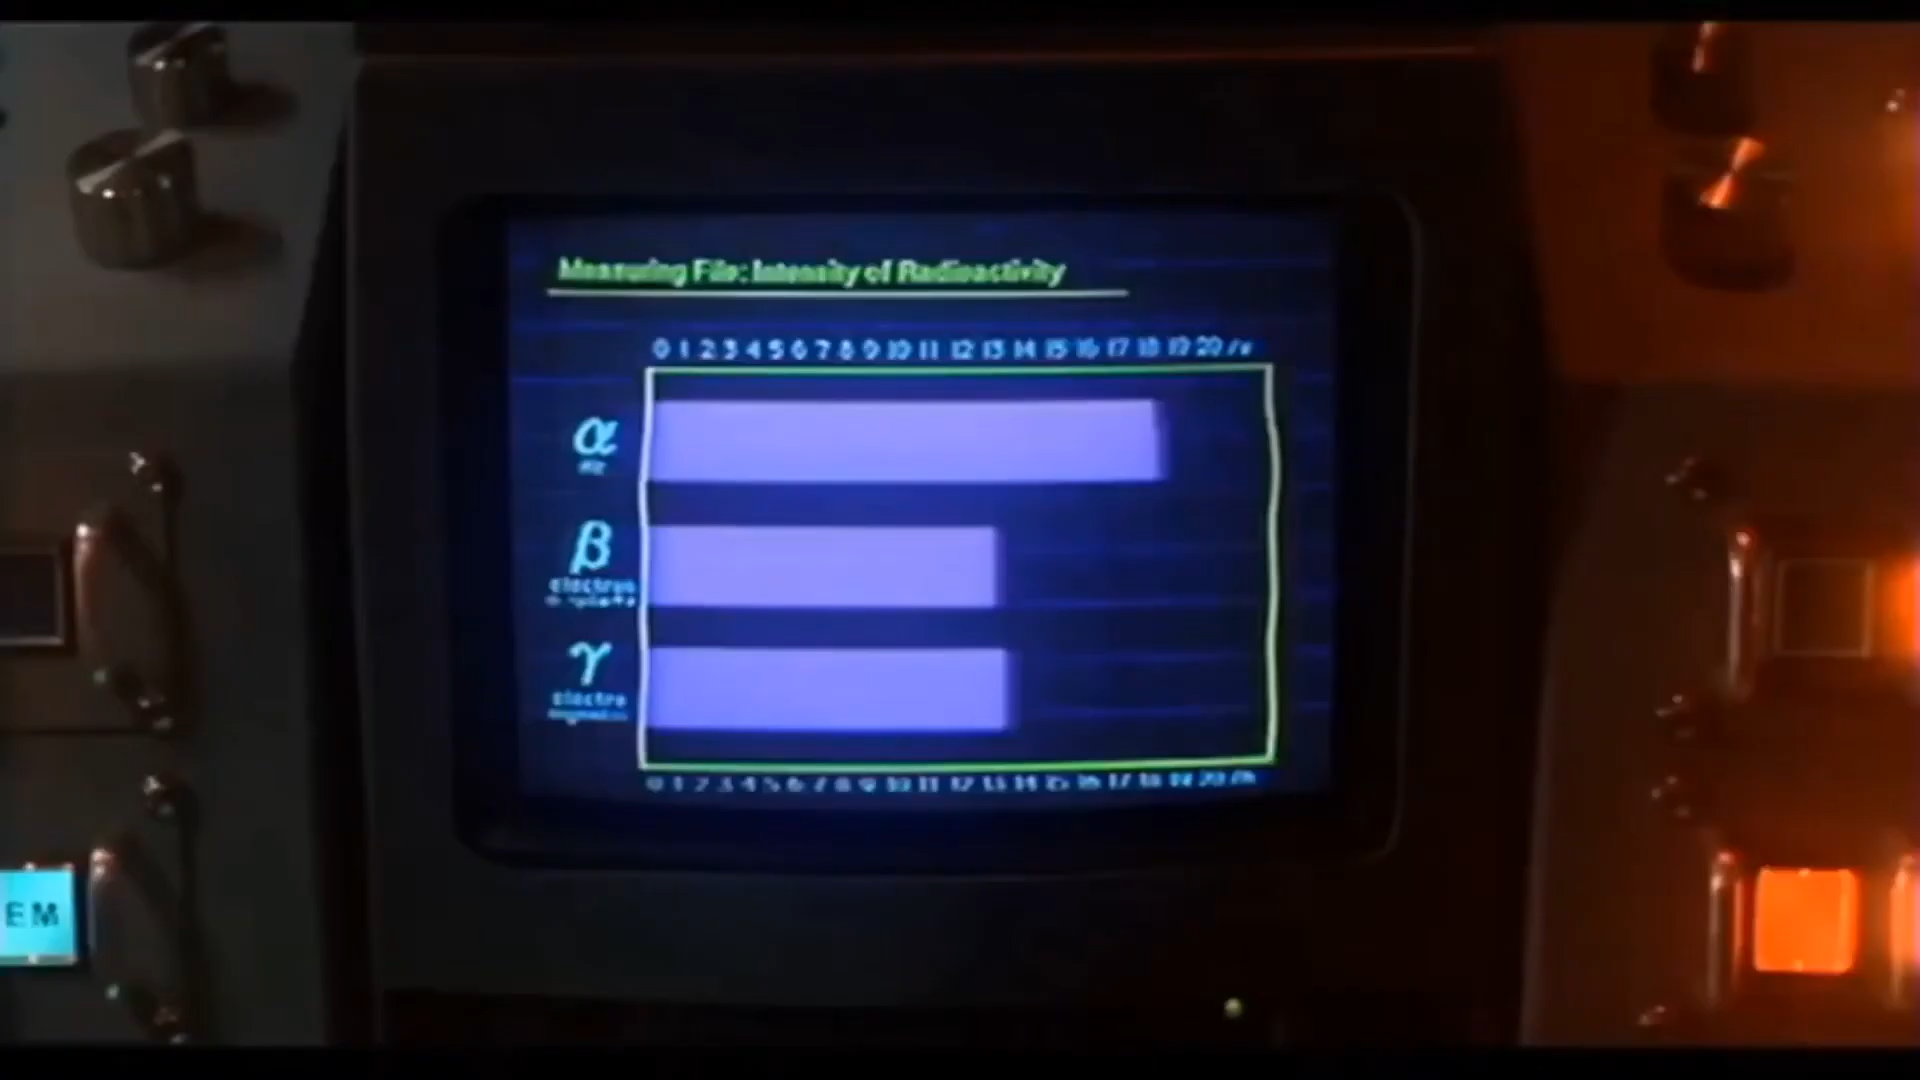 Measuring File: Intensity of Radioactivity
0 1 2 3 4 5 6 7 8 9 10 11 12 13 14 15 16 17 18 19 20
α
β
electron
γ
electro
0 1 2 3 4 5 6 7 8 9 10 11 12 13 14 15 16 17 18 19 20
EM